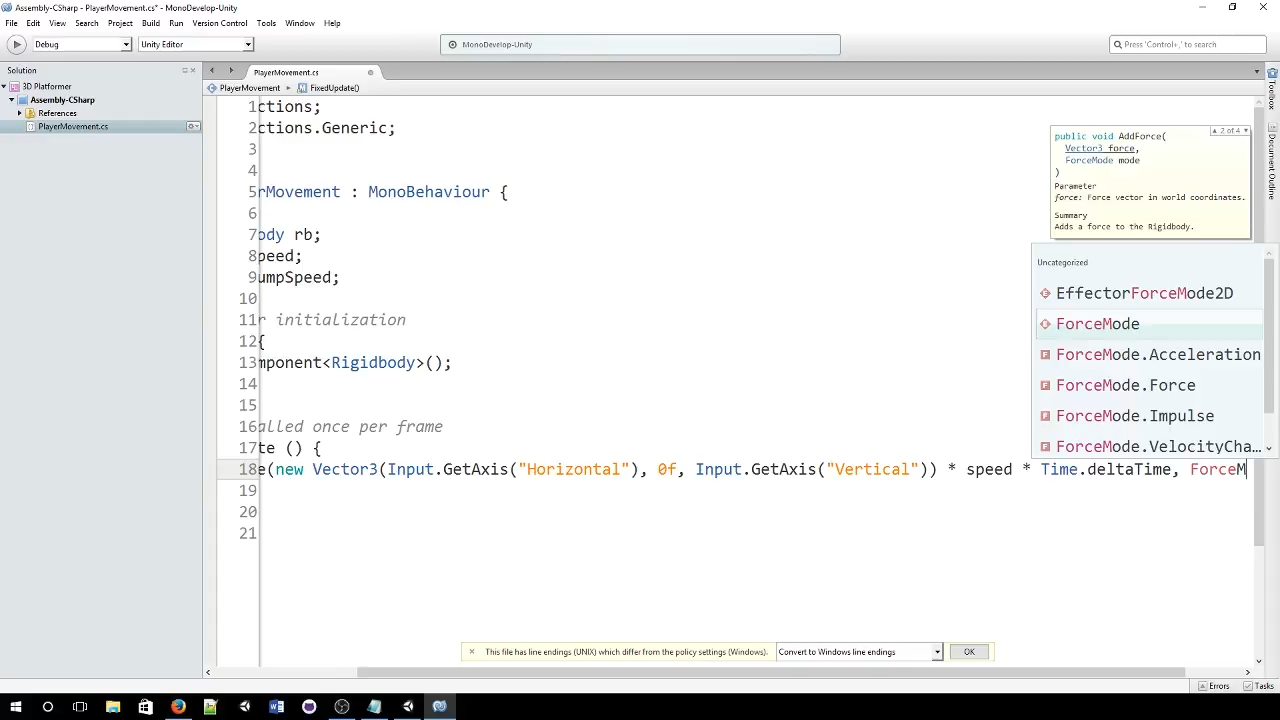 Assembly-CSharp - PlayerMovement.cs* - MonoDevelop-Unity
File Edit View Search Project Build Run Version Control Tools Window Help
Debug Unity Editor MonoDevelop-Unity Press 'Control+,' to search
Solution PlayerMovement.cs
3D Platformer PlayerMovement FixedUpdate()
Assembly-CSharp
References
PlayerMovement.cs
1 ctions;
2 ctions.Generic;
3
4
5 rMovement : MonoBehaviour {
6
7 ody rb;
8 peed;
9 umpSpeed;
10
11 r initialization
12 {
13 mponent<Rigidbody>();
14
15
16 alled once per frame
17 te () {
18 e(new Vector3(Input.GetAxis("Horizontal"), 0f, Input.GetAxis("Vertical")) * speed * Time.deltaTime, ForceM
19
20
21
2 of 4
public void AddForce(
Vector3 force,
ForceMode mode
)
Parameter
force: Force vector in world coordinates.
Summary
Adds a force to the Rigidbody.
Uncategorized
EffectorForceMode2D
ForceMode
ForceMode.Acceleration
ForceMode.Force
ForceMode.Impulse
ForceMode.VelocityCha...
Toolbox
Document Outline
This file has line endings (UNIX) which differ from the policy settings (Windows). Convert to Windows line endings OK
Errors Tasks